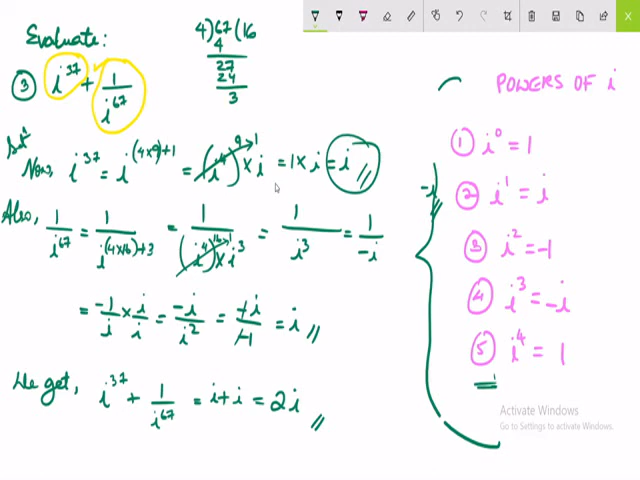 Evaluate:
4)67(16
4
27
24
3
③ i^37 + 1/i^67
Solⁿ
Now, i^37 = i^(4×9)+1 = (i^4)^9 × i = 1 × i = i
Also, 1/i^67 = 1/i^(4×16)+3 = 1/((i^4)^16 × i^3) = 1/i^3 = 1/-i
= -1/i × i/i = -i/i^2 = -i/-1 = i
We get, i^37 + 1/i^67 = i + i = 2i
POWERS OF i
① i^0 = 1
-i
② i^1 = i
③ i^2 = -1
④ i^3 = -i
⑤ i^4 = 1
Activate Windows
Go to Settings to activate Windows.